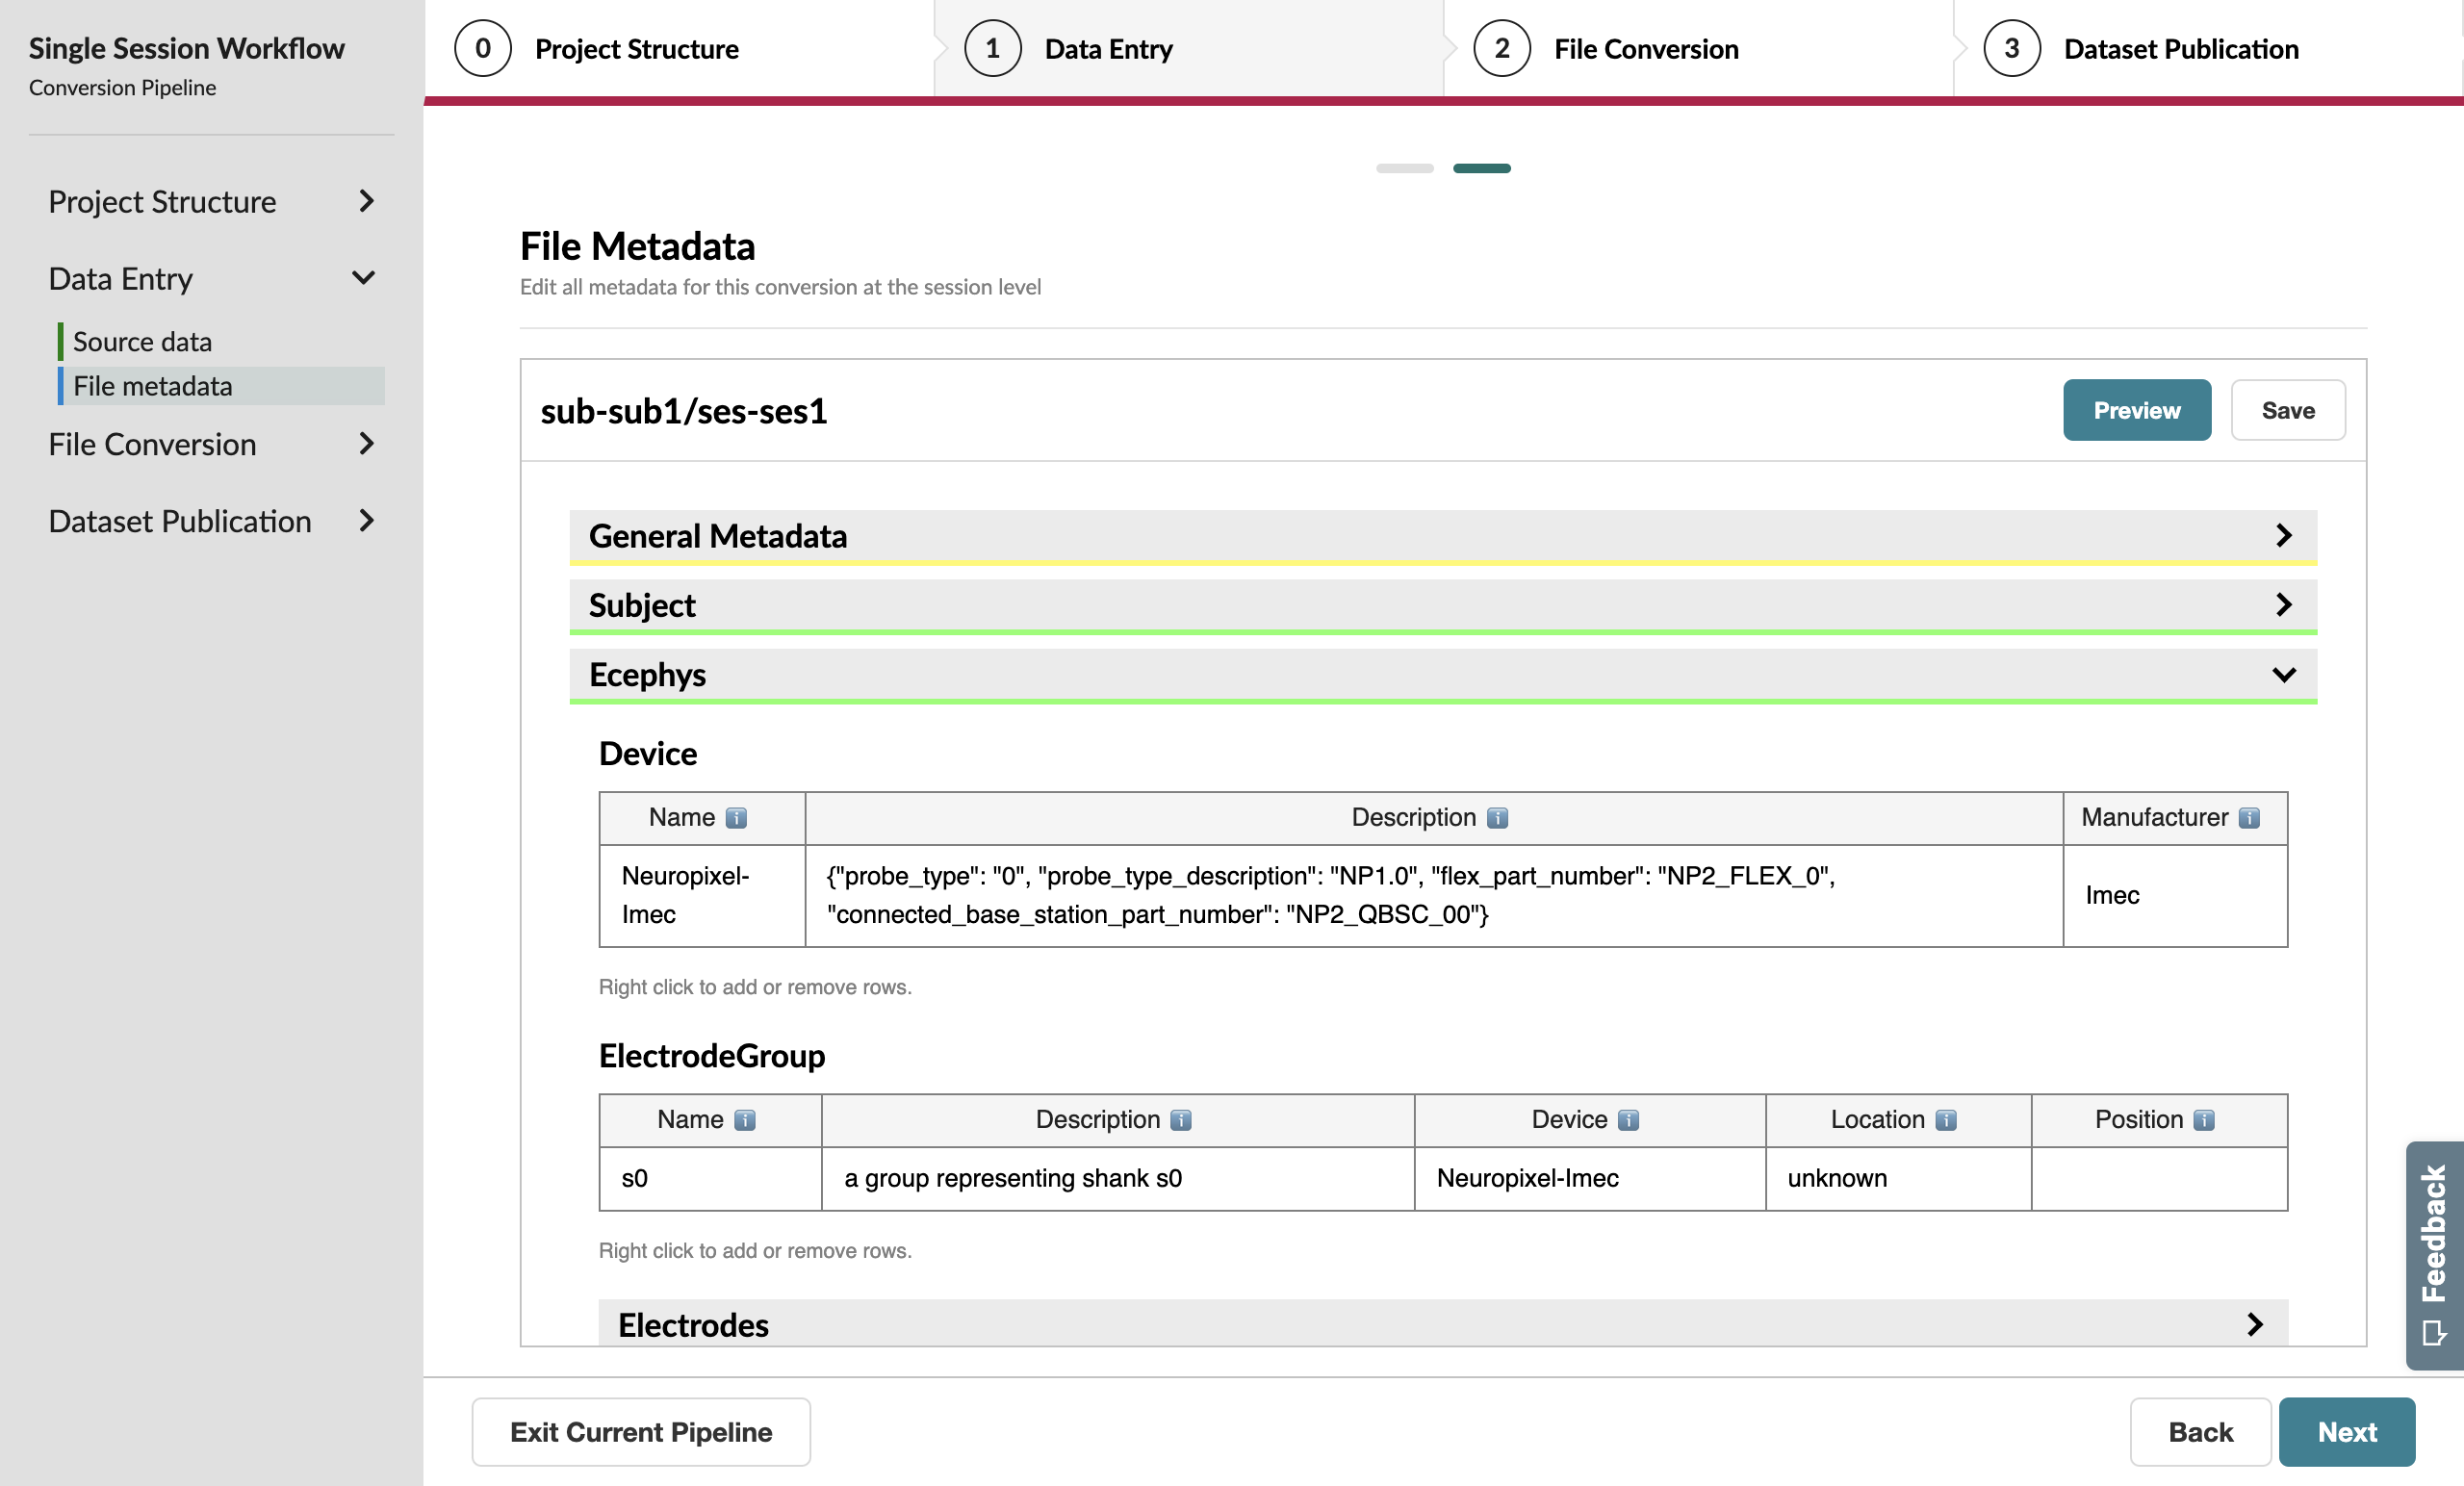 Single Session Workflow
Conversion Pipeline
Project Structure
Data Entry
Source data
File metadata
File Conversion
Dataset Publication
0 Project Structure
1 Data Entry
2 File Conversion
3 Dataset Publication
File Metadata
Edit all metadata for this conversion at the session level
sub-sub1/ses-ses1
Preview
Save
General Metadata
Subject
Ecephys
Device
Name i Description i Manufacturer i
Neuropixel-
Imec
{"probe_type": "0", "probe_type_description": "NP1.0", "flex_part_number": "NP2_FLEX_0",
"connected_base_station_part_number": "NP2_QBSC_00"}
Imec
Right click to add or remove rows.
ElectrodeGroup
Name i Description i Device i Location i Position i
s0 a group representing shank s0 Neuropixel-Imec unknown
Right click to add or remove rows.
Electrodes
Feedback
Exit Current Pipeline
Back
Next